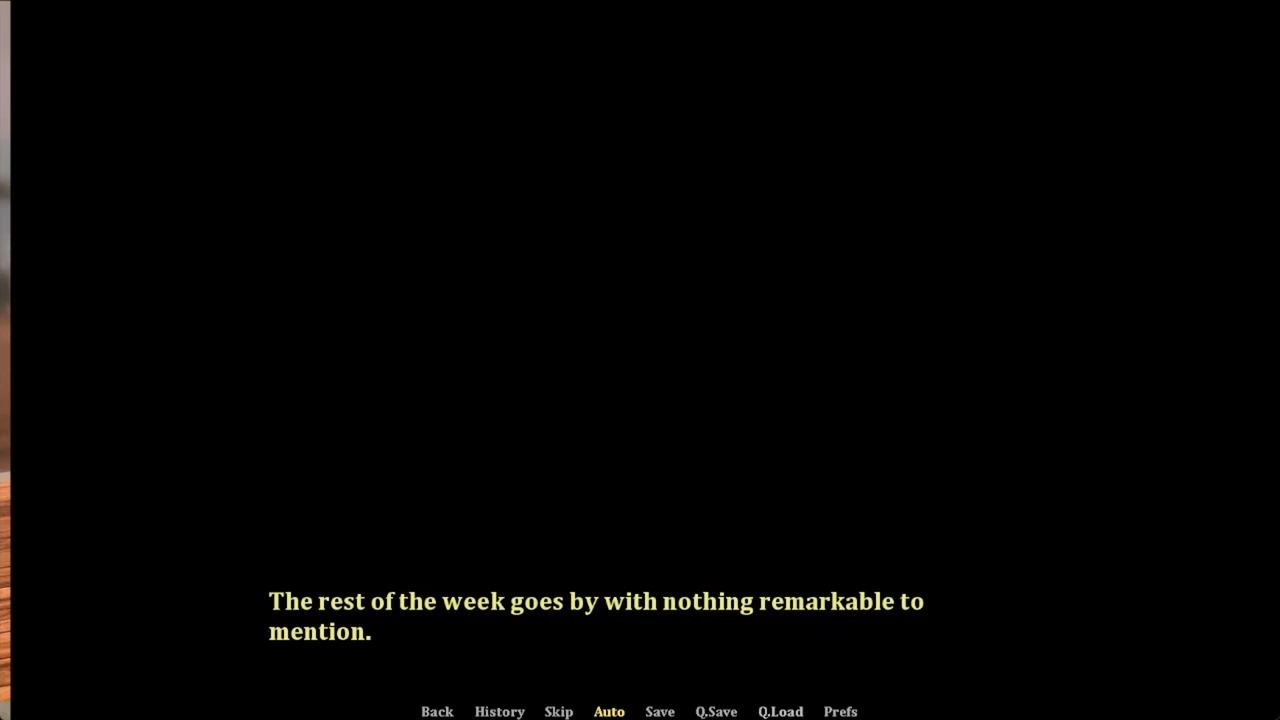 The rest of the week goes by with nothing remarkable to
mention.
Back History Skip Auto Save Q.Save Q.Load Prefs